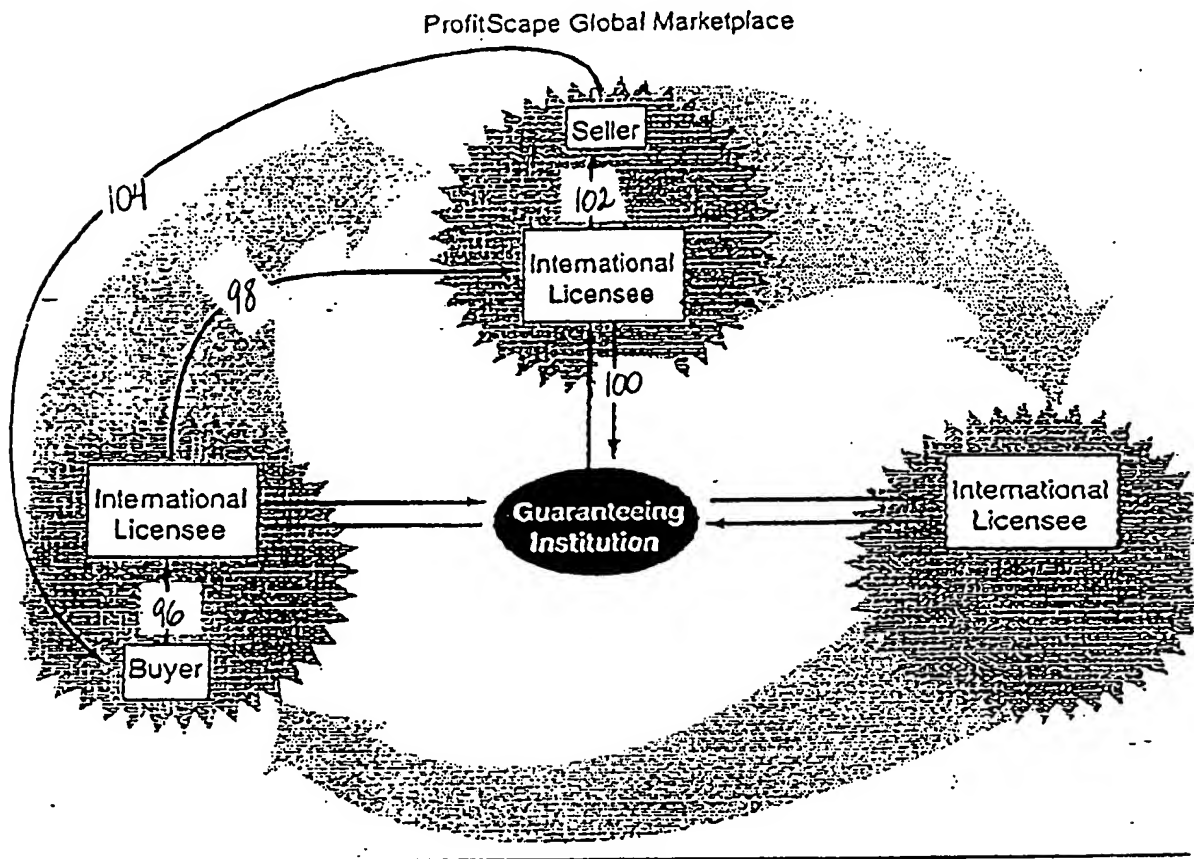 ProfitScape Global Marketplace
Seller
104
102
International
Licensee
98
100
International
Licensee
Guaranteeing
Institution
International
Licensee
96
Buyer